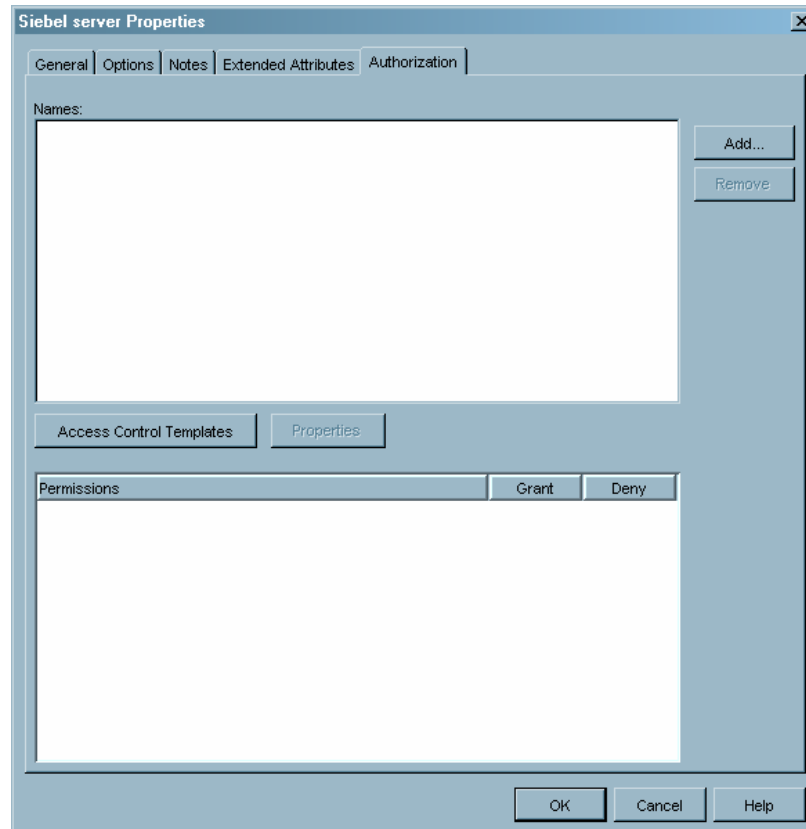 Siebel server Properties
General Options Notes Extended Attributes Authorization
Names:
Add...
Remove
Access Control Templates Properties
Permissions Grant Deny
OK Cancel Help